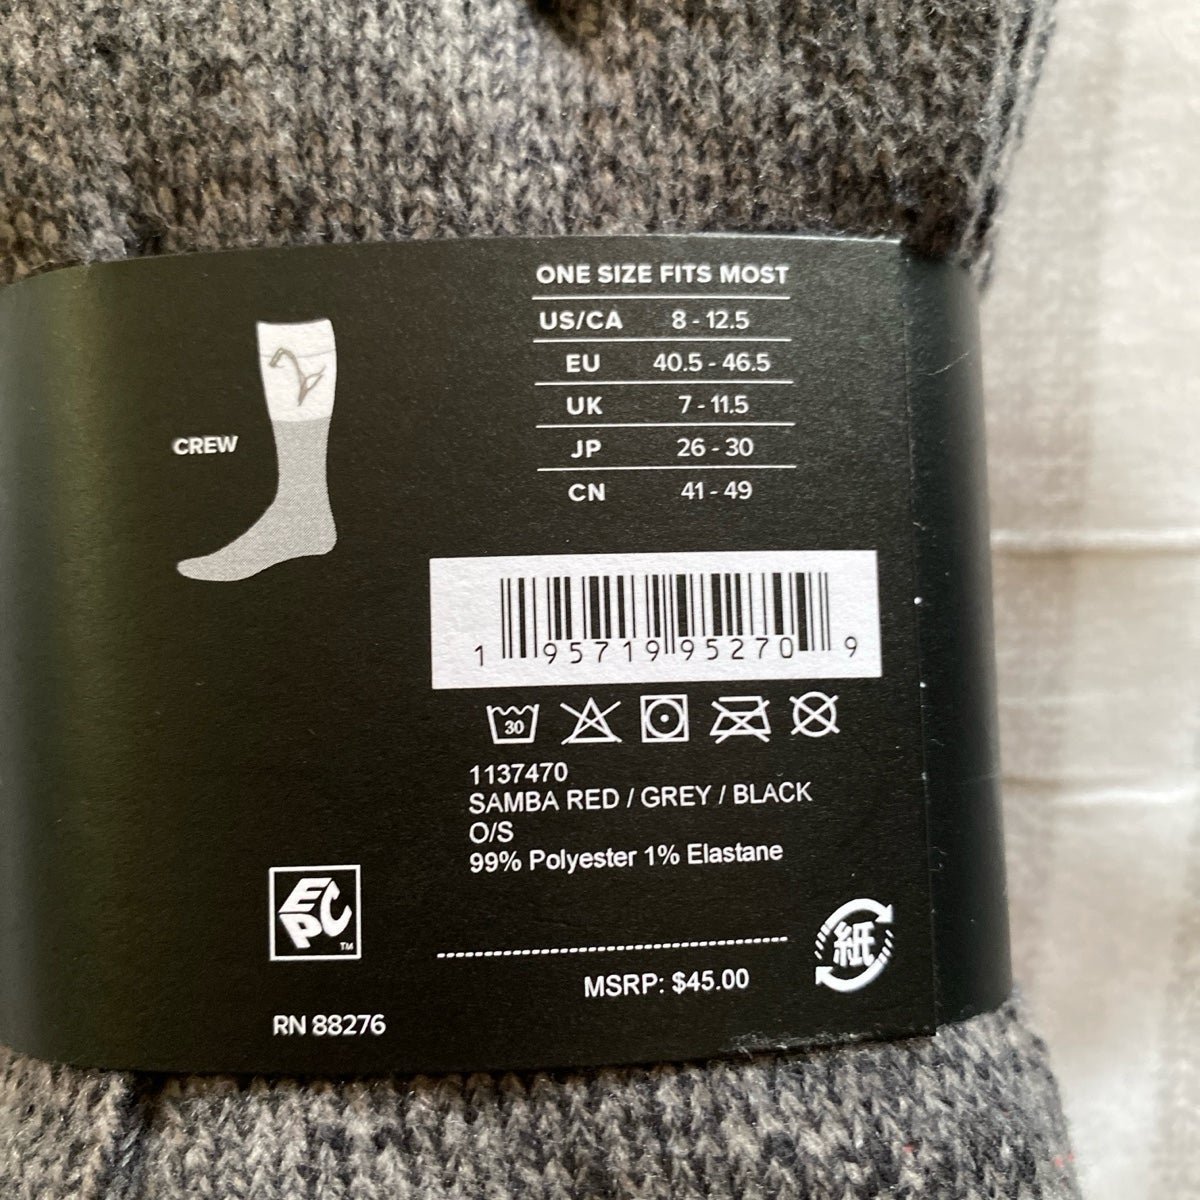 ONE SIZE FITS MOST
US/CA 8 - 12.5
EU 40.5 - 46.5
UK 7 - 11.5
JP 26 - 30
CN 41 - 49
CREW
1 95719 95270 9
30
1137470
SAMBA RED / GREY / BLACK
O/S
99% Polyester 1% Elastane
EPC
TM
紙
MSRP: $45.00
RN 88276